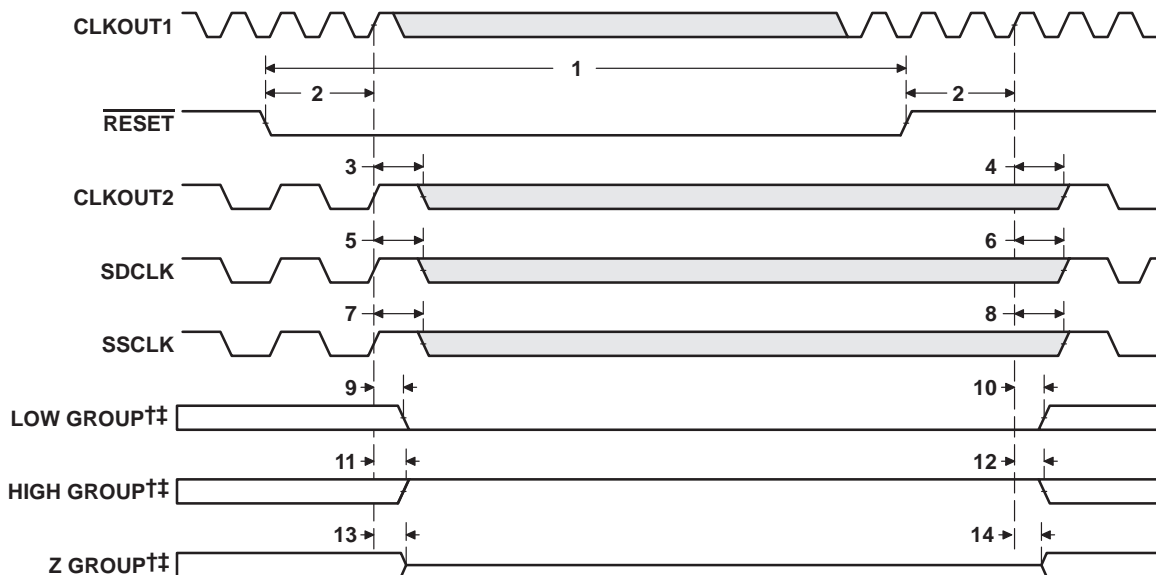 CLKOUT1
1
2
2
RESET
3
4
CLKOUT2
5
6
SDCLK
7
8
SSCLK
9
10
LOW GROUP†‡
11
12
HIGH GROUP†‡
13
14
Z GROUP†‡